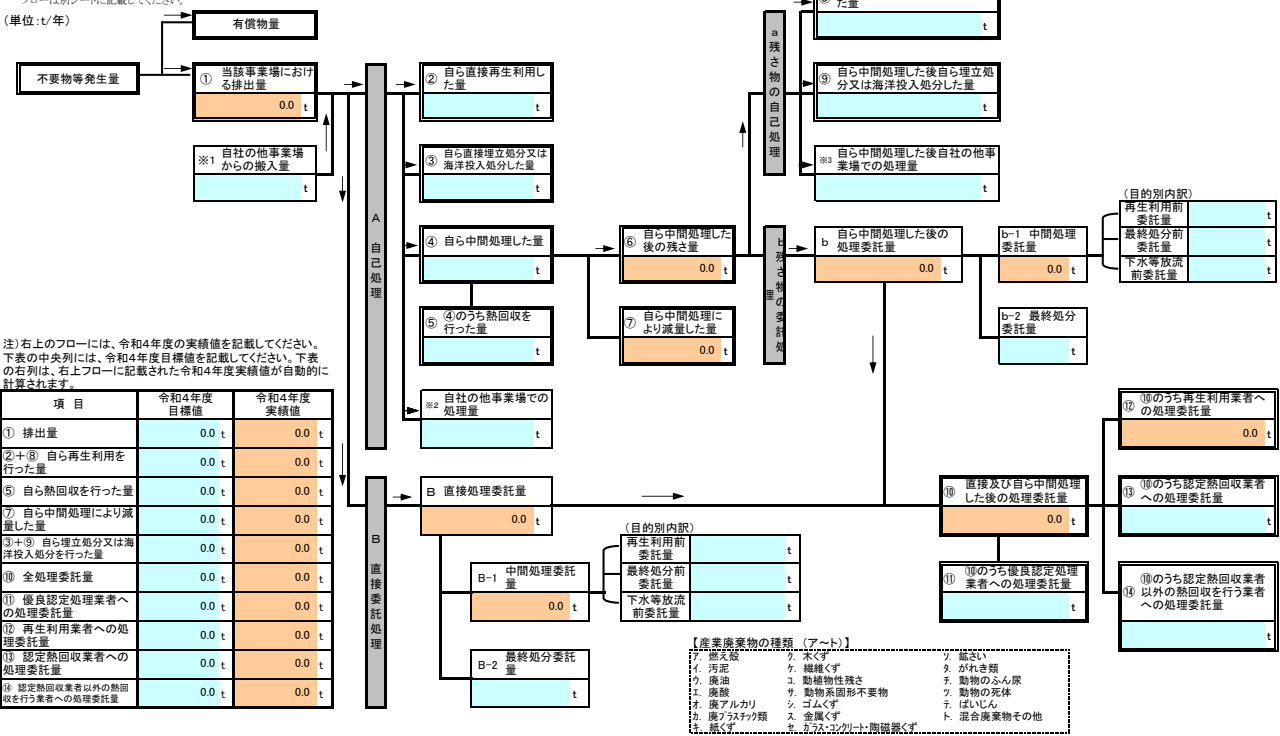 フローは別シートに記載してください。
(単位:t/年)
有償物量
不要物等発生量
① 当該事業場におけ
る排出量
0.0 t
※1 自社の他事業場
からの搬入量
t
A 自己処理
② 自ら直接再生利用し
た量
t
③ 自ら直接埋立処分又は
海洋投入処分した量
t
④ 自ら中間処理した量
t
⑤ ④のうち熱回収を
行った量
t
※2 自社の他事業場での
処理量
t
⑥ 自ら中間処理した
後の残さ量
0.0 t
⑦ 自ら中間処理に
より減量した量
0.0 t
a 残さ物の自己処理
た量
t
⑨ 自ら中間処理した後自ら埋立処
分又は海洋投入処分した量
t
※3 自ら中間処理した後自社の他事
業場での処理量
t
b 残さ物の委託処理
b 自ら中間処理した後の
処理委託量
0.0 t
b-1 中間処理
委託量
0.0 t
(目的別内訳)
再生利用前
委託量
t
最終処分前
委託量
t
下水等放流
前委託量
t
b-2 最終処分
委託量
t
注)右上のフローには、令和4年度の実績値を記載してください。
下表の中央列には、令和4年度目標値を記載してください。下表
の右列は、右上フローに記載された令和4年度実績値が自動的に
計算されます。
項 目 令和4年度
目標値 令和4年度
実績値
① 排出量 0.0 t 0.0 t
②+⑧ 自ら再生利用を
行った量 0.0 t 0.0 t
⑤ 自ら熱回収を行った量 0.0 t 0.0 t
⑦ 自ら中間処理により減
量した量 0.0 t 0.0 t
③+⑨ 自ら埋立処分又は海
洋投入処分を行った量 0.0 t 0.0 t
⑩ 全処理委託量 0.0 t 0.0 t
⑪ 優良認定処理業者へ
の処理委託量 0.0 t 0.0 t
⑫ 再生利用業者への処
理委託量 0.0 t 0.0 t
⑬ 認定熱回収業者への
処理委託量 0.0 t 0.0 t
⑭ 認定熱回収業者以外の熱回
収を行う業者への処理委託量 0.0 t 0.0 t
B 直接委託処理
B 直接処理委託量
0.0 t
B-1 中間処理委託
量
0.0 t
(目的別内訳)
再生利用前
委託量
t
最終処分前
委託量
t
下水等放流
前委託量
t
B-2 最終処分委託
量
t
⑩ 直接及び自ら中間処理
した後の処理委託量
0.0 t
⑪ ⑩のうち優良認定処理
業者への処理委託量
t
⑫ ⑩のうち再生利用業者へ
の処理委託量
0.0 t
⑬ ⑩のうち認定熱回収業者
への処理委託量
t
⑭ ⑩のうち認定熱回収業者
以外の熱回収を行う業者
への処理委託量
t
【産業廃棄物の種類 (ア~ト)】
ア. 燃え殻 ク. 木くず ソ. 鉱さい
イ. 汚泥 ケ. 繊維くず タ. がれき類
ウ. 廃油 コ. 動植物性残さ チ. 動物のふん尿
エ. 廃酸 サ. 動物系固形不要物 ツ. 動物の死体
オ. 廃アルカリ シ. ゴムくず テ. ばいじん
カ. 廃プラスチック類 ス. 金属くず ト. 混合廃棄物その他
キ. 紙くず セ. ガラス・コンクリート・陶磁器くず